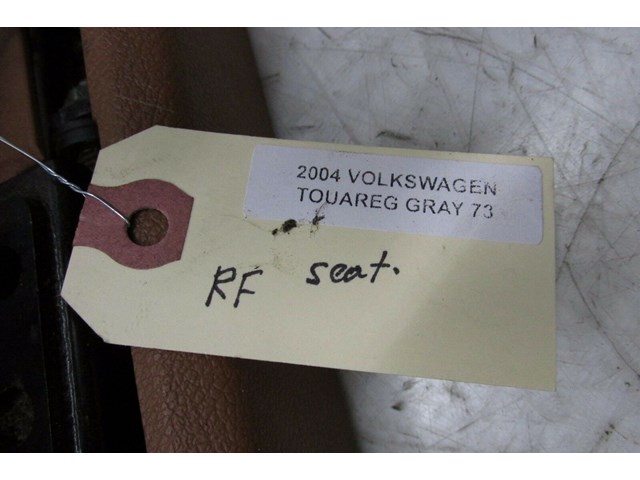 2004 VOLKSWAGEN
TOUAREG GRAY 73
RF seat.